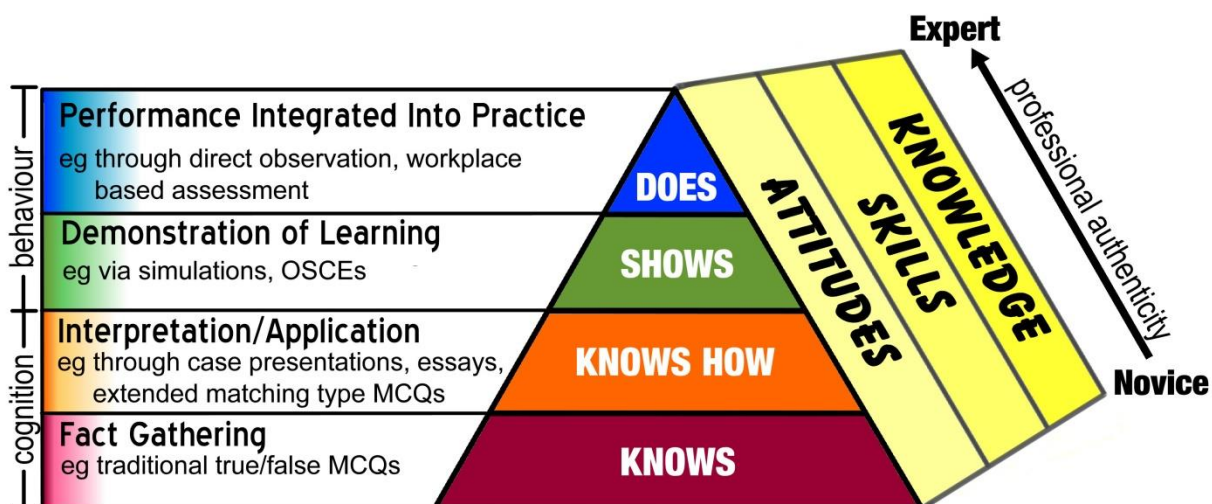 Expert
professional authenticity
Novice
behaviour
cognition
Performance Integrated Into Practice
eg through direct observation, workplace
based assessment
DOES
Demonstration of Learning
eg via simulations, OSCEs
SHOWS
Interpretation/Application
eg through case presentations, essays,
extended matching type MCQs
KNOWS HOW
Fact Gathering
eg traditional true/false MCQs
KNOWS
ATTITUDES
SKILLS
KNOWLEDGE